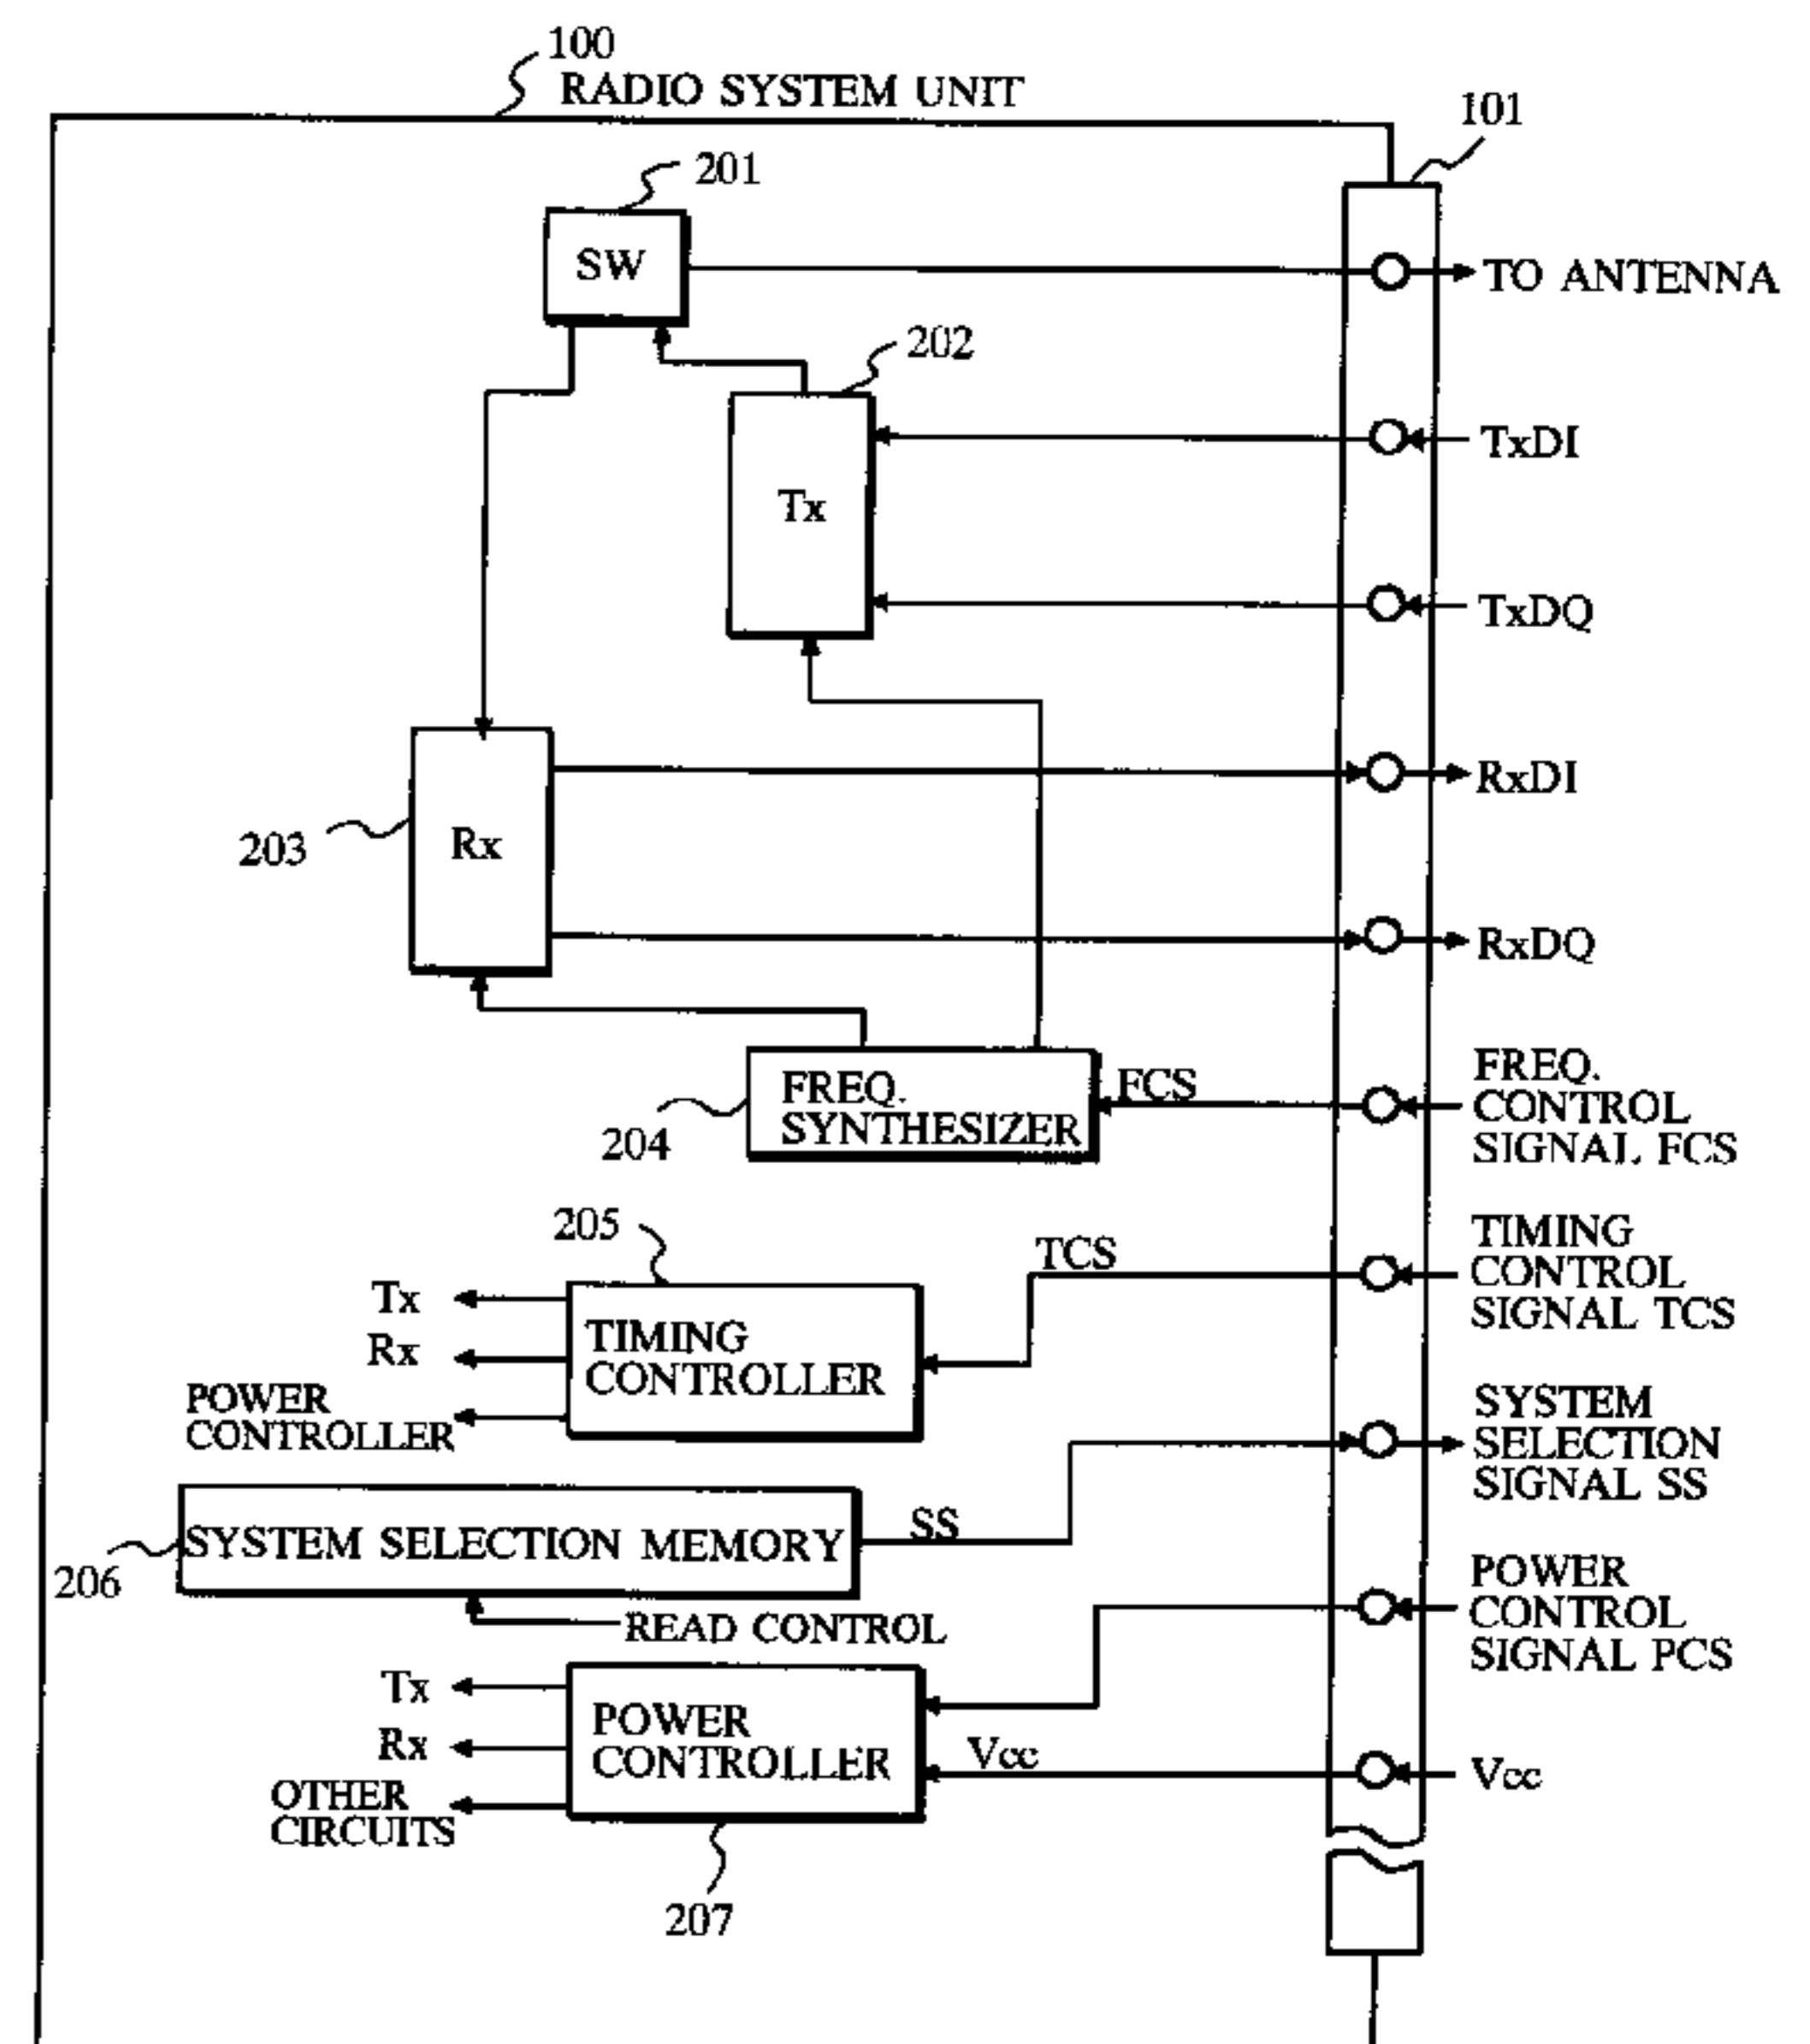 100
RADIO SYSTEM UNIT
101
201
SW
TO ANTENNA
202
TxDI
Tx
TxDQ
RxDI
203
Rx
RxDQ
FREQ.
CONTROL
SIGNAL FCS
FCS
FREQ.
SYNTHESIZER
204
205
TCS
TIMING
CONTROL
SIGNAL TCS
Tx
Rx
POWER
CONTROLLER
TIMING
CONTROLLER
SYSTEM
SELECTION
SIGNAL SS
SS
SYSTEM SELECTION MEMORY
206
READ CONTROL
POWER
CONTROL
SIGNAL PCS
Tx
Rx
OTHER
CIRCUITS
POWER
CONTROLLER
Vcc
Vcc
207